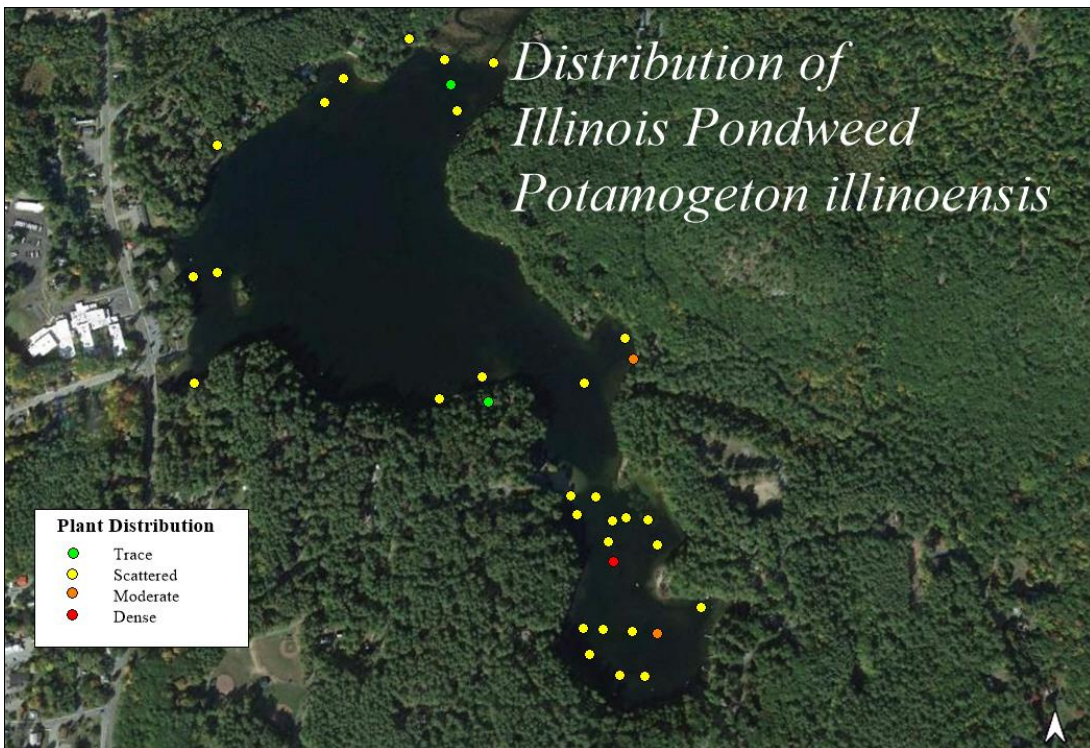 Distribution of
Illinois Pondweed
Potamogeton illinoensis
Plant Distribution
Trace
Scattered
Moderate
Dense